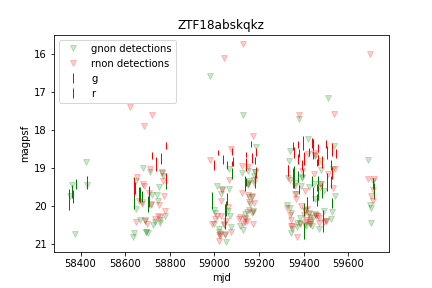 ZTF18abskqkz
gnon detections
rnon detections
g
r
magpsf
16
17
18
19
20
21
58400
58600
58800
59000
59200
59400
59600
mjd